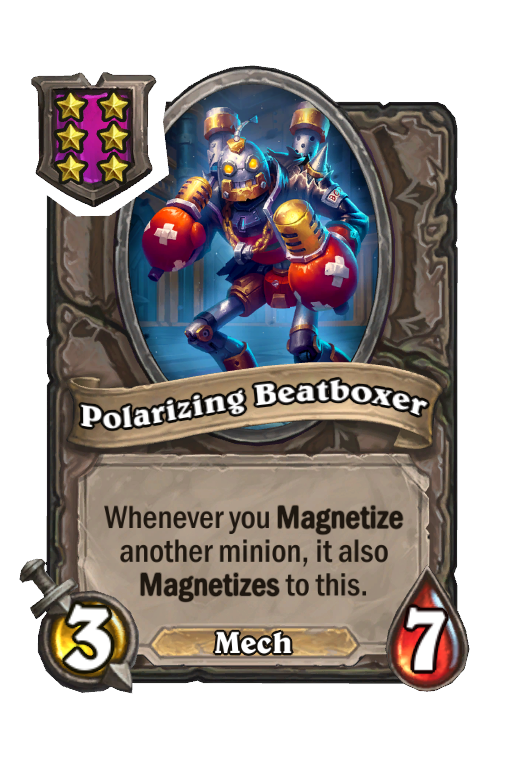 Polarizing Beatboxer
Whenever you Magnetize
another minion, it also
Magnetizes to this.
3
Mech
7